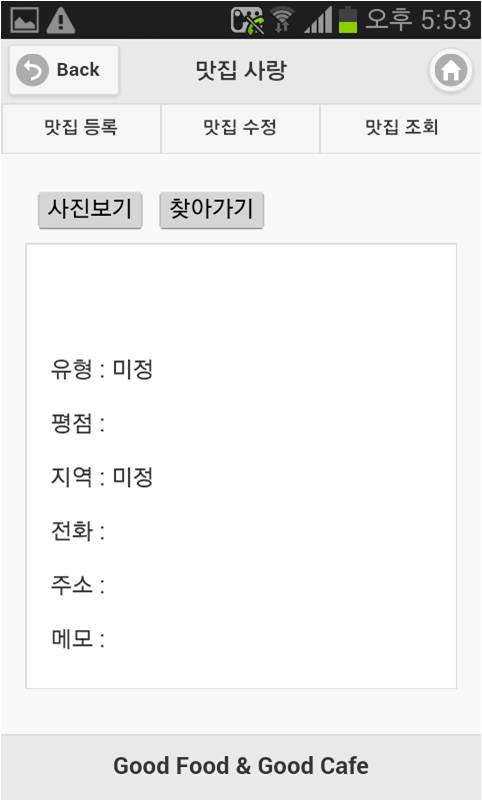 오후 5:53
Back
맛집 사랑
맛집 등록 맛집 수정 맛집 조회
사진보기 찾아가기
유형 : 미정
평점 :
지역 : 미정
전화 :
주소 :
메모 :
Good Food & Good Cafe